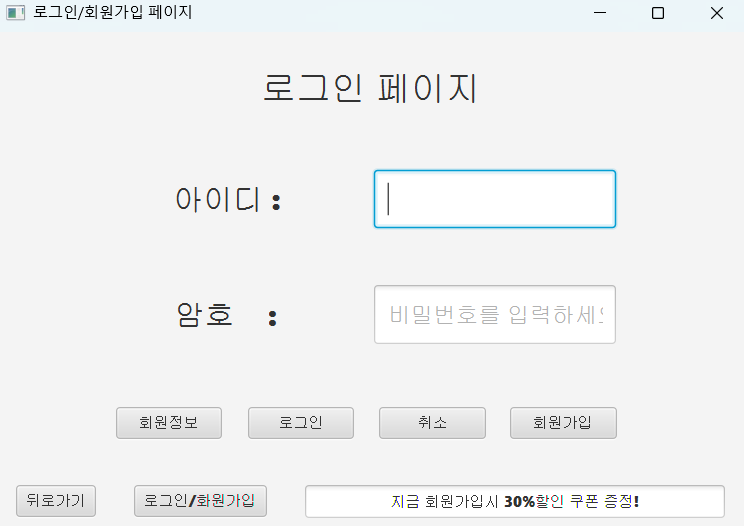 로그인/회원가입 페이지
로그인 페이지
아이디 :
암호 :
비밀번호를 입력하세
회원정보 로그인 취소 회원가입
뒤로가기 로그인/회원가입 지금 회원가입시 30%할인 쿠폰 증정!